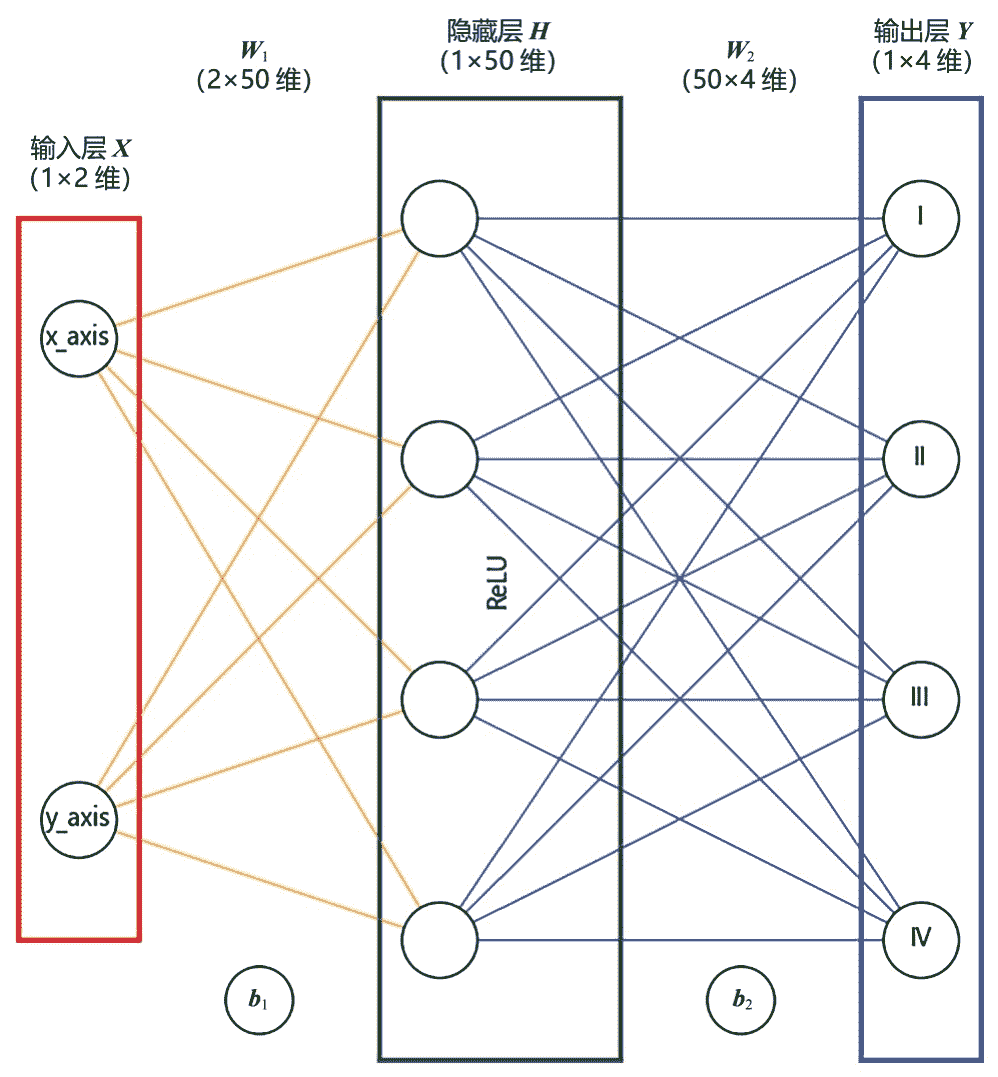 输入层 X
(1×2 维)
W₁
(2×50 维)
隐藏层 H
(1×50 维)
W₂
(50×4 维)
输出层 Y
(1×4 维)
x_axis
y_axis
ReLU
I
II
III
IV
b₁
b₂